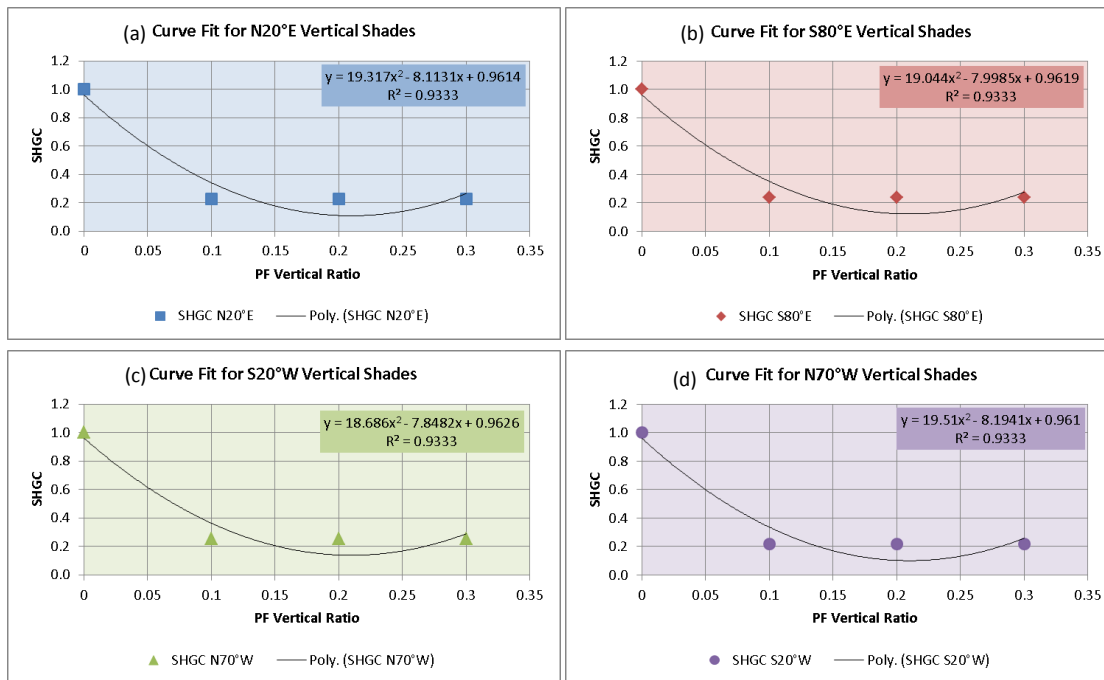 (a) Curve Fit for N20°E Vertical Shades
1.2
1.0
0.8
0.6
0.4
0.2
0.0
SHGC
y = 19.317x² - 8.1131x + 0.9614
R² = 0.9333
0 0.05 0.1 0.15 0.2 0.25 0.3 0.35
PF Vertical Ratio
SHGC N20°E Poly. (SHGC N20°E)
(b) Curve Fit for S80°E Vertical Shades
1.2
1.0
0.8
0.6
0.4
0.2
0.0
SHGC
y = 19.044x² - 7.9985x + 0.9619
R² = 0.9333
0 0.05 0.1 0.15 0.2 0.25 0.3 0.35
PF Vertical Ratio
SHGC S80°E Poly. (SHGC S80°E)
(c) Curve Fit for S20°W Vertical Shades
1.2
1.0
0.8
0.6
0.4
0.2
0.0
SHGC
y = 18.686x² - 7.8482x + 0.9626
R² = 0.9333
0 0.05 0.1 0.15 0.2 0.25 0.3 0.35
PF Vertical Ratio
SHGC N70°W Poly. (SHGC N70°W)
(d) Curve Fit for N70°W Vertical Shades
1.2
1.0
0.8
0.6
0.4
0.2
0.0
SHGC
y = 19.51x² - 8.1941x + 0.961
R² = 0.9333
0 0.05 0.1 0.15 0.2 0.25 0.3 0.35
PF Vertical Ratio
SHGC S20°W Poly. (SHGC S20°W)